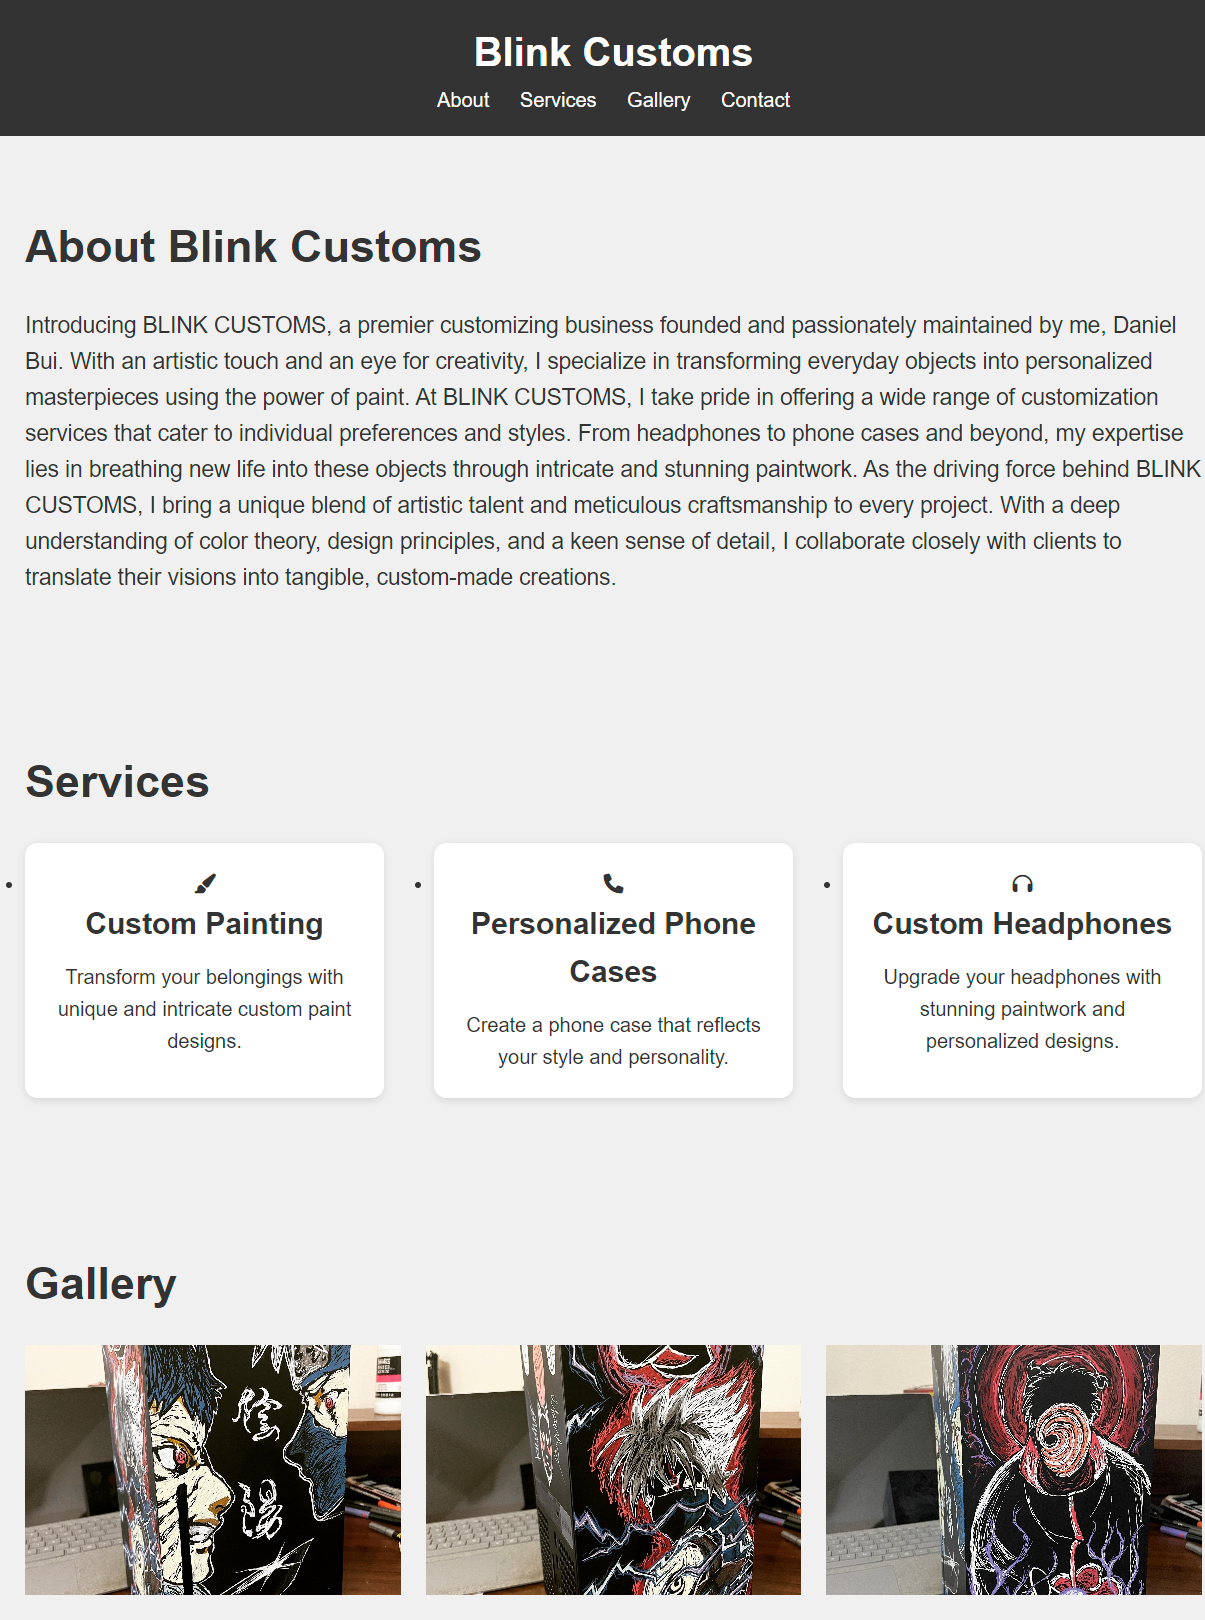 Blink Customs
About Services Gallery Contact
About Blink Customs
Introducing BLINK CUSTOMS, a premier customizing business founded and passionately maintained by me, Daniel
Bui. With an artistic touch and an eye for creativity, I specialize in transforming everyday objects into personalized
masterpieces using the power of paint. At BLINK CUSTOMS, I take pride in offering a wide range of customization
services that cater to individual preferences and styles. From headphones to phone cases and beyond, my expertise
lies in breathing new life into these objects through intricate and stunning paintwork. As the driving force behind BLINK
CUSTOMS, I bring a unique blend of artistic talent and meticulous craftsmanship to every project. With a deep
understanding of color theory, design principles, and a keen sense of detail, I collaborate closely with clients to
translate their visions into tangible, custom-made creations.
Services
Custom Painting
Transform your belongings with
unique and intricate custom paint
designs.
Personalized Phone
Cases
Create a phone case that reflects
your style and personality.
Custom Headphones
Upgrade your headphones with
stunning paintwork and
personalized designs.
Gallery
陰
陽